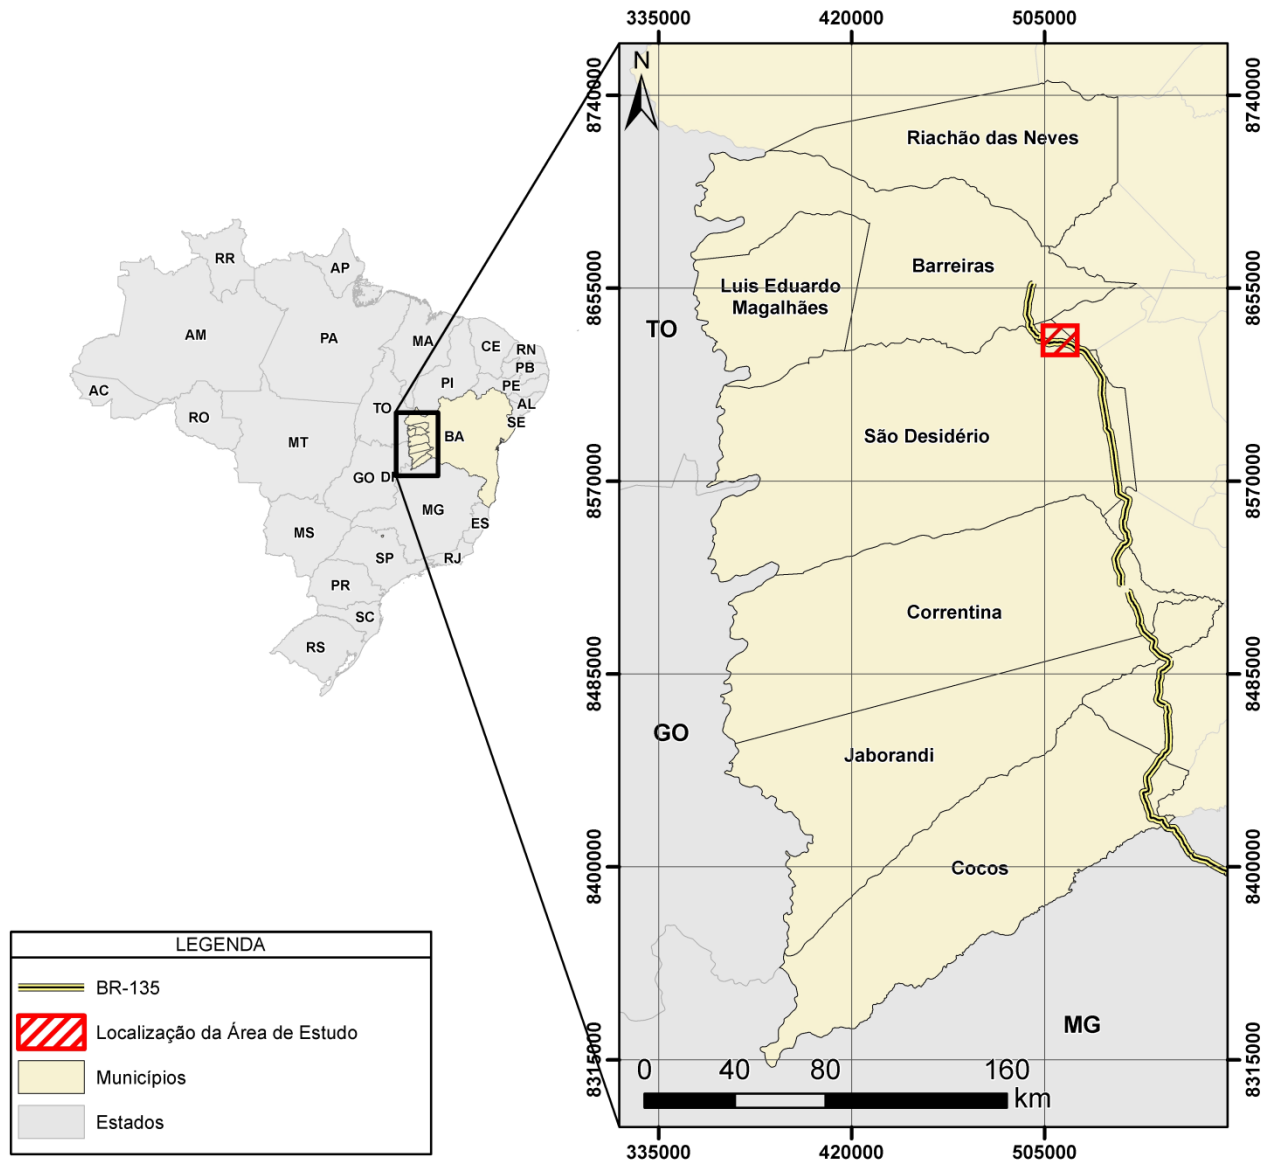 335000
420000
505000
N
8740000
8740000
Riachão das Neves
RR
AP
Barreiras
8655000
8655000
Luis Eduardo
Magalhães
TO
AM
PA
MA
CE
RN
PB
PI
PE
AC
TO
AL
RO
SE
MT
BA
São Desidério
GO
D
8570000
8570000
MG
ES
MS
SP
RJ
PR
SC
RS
Correntina
8485000
8485000
GO
Jaborandi
8400000
8400000
Cocos
LEGENDA
BR-135
Localização da Área de Estudo
Municípios
Estados
MG
8315000
8315000
0 40 80 160
km
335000
420000
505000